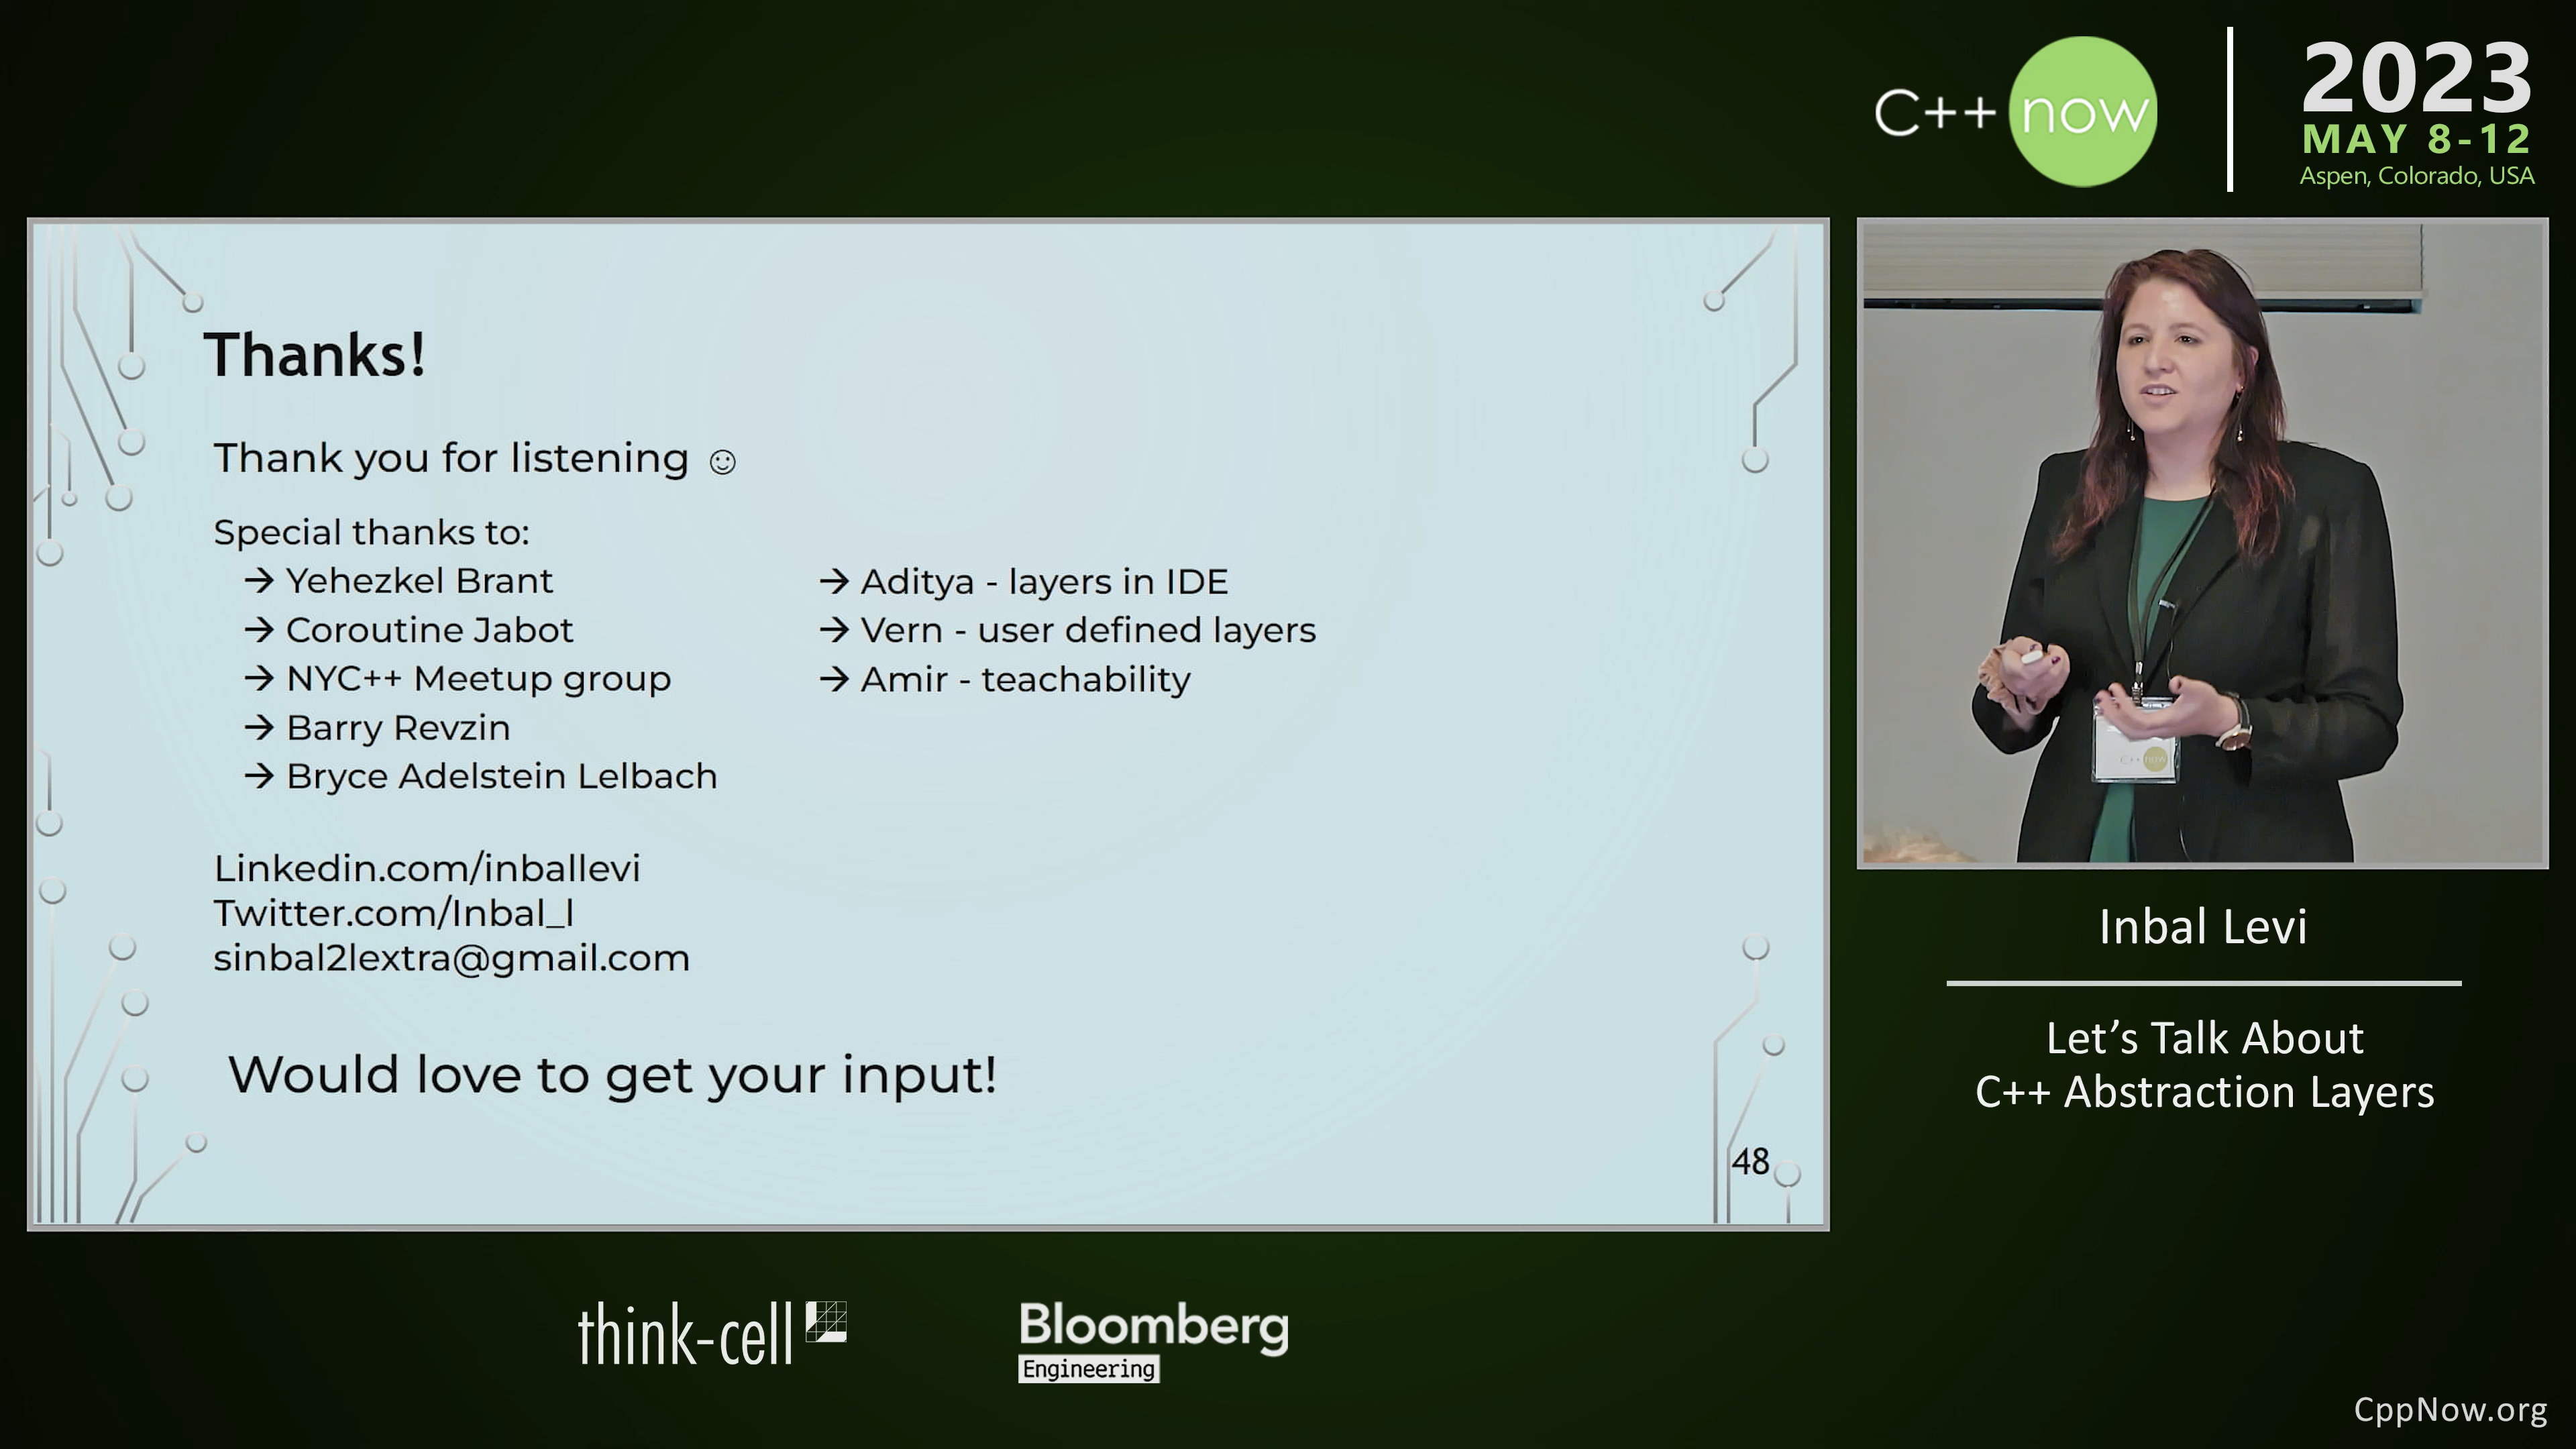 C++ now
2023
MAY 8-12
Aspen, Colorado, USA
Thanks!
Thank you for listening ☺
Special thanks to:
→ Yehezkel Brant
→ Coroutine Jabot
→ NYC++ Meetup group
→ Barry Revzin
→ Bryce Adelstein Lelbach
→ Aditya - layers in IDE
→ Vern - user defined layers
→ Amir - teachability
Linkedin.com/inballevi
Twitter.com/Inbal_l
sinbal2lextra@gmail.com
Would love to get your input!
48
C++ now
Inbal Levi
Let’s Talk About
C++ Abstraction Layers
think-cell
Bloomberg
Engineering
CppNow.org